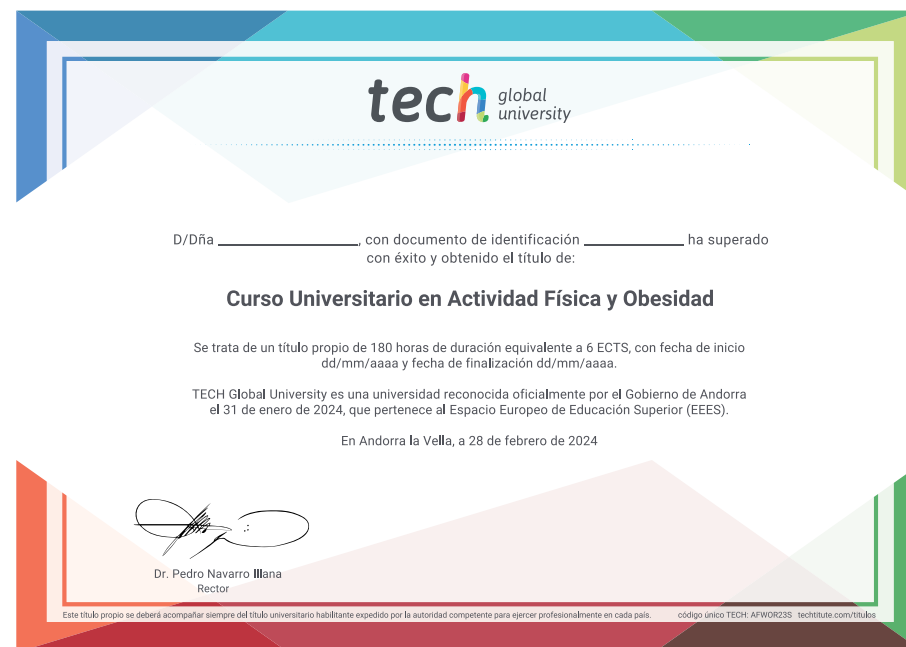 tech global university
D/Dña ______________, con documento de identificación __________ ha superado
con éxito y obtenido el título de:
Curso Universitario en Actividad Física y Obesidad
Se trata de un título propio de 180 horas de duración equivalente a 6 ECTS, con fecha de inicio
dd/mm/aaaa y fecha de finalización dd/mm/aaaa.
TECH Global University es una universidad reconocida oficialmente por el Gobierno de Andorra
el 31 de enero de 2024, que pertenece al Espacio Europeo de Educación Superior (EEES).
En Andorra la Vella, a 28 de febrero de 2024
Dr. Pedro Navarro Illana
Rector
Este título propio se deberá acompañar siempre del título universitario habilitante expedido por la autoridad competente para ejercer profesionalmente en cada país. código único TECH: AFWOR23S techtitute.com/titulos